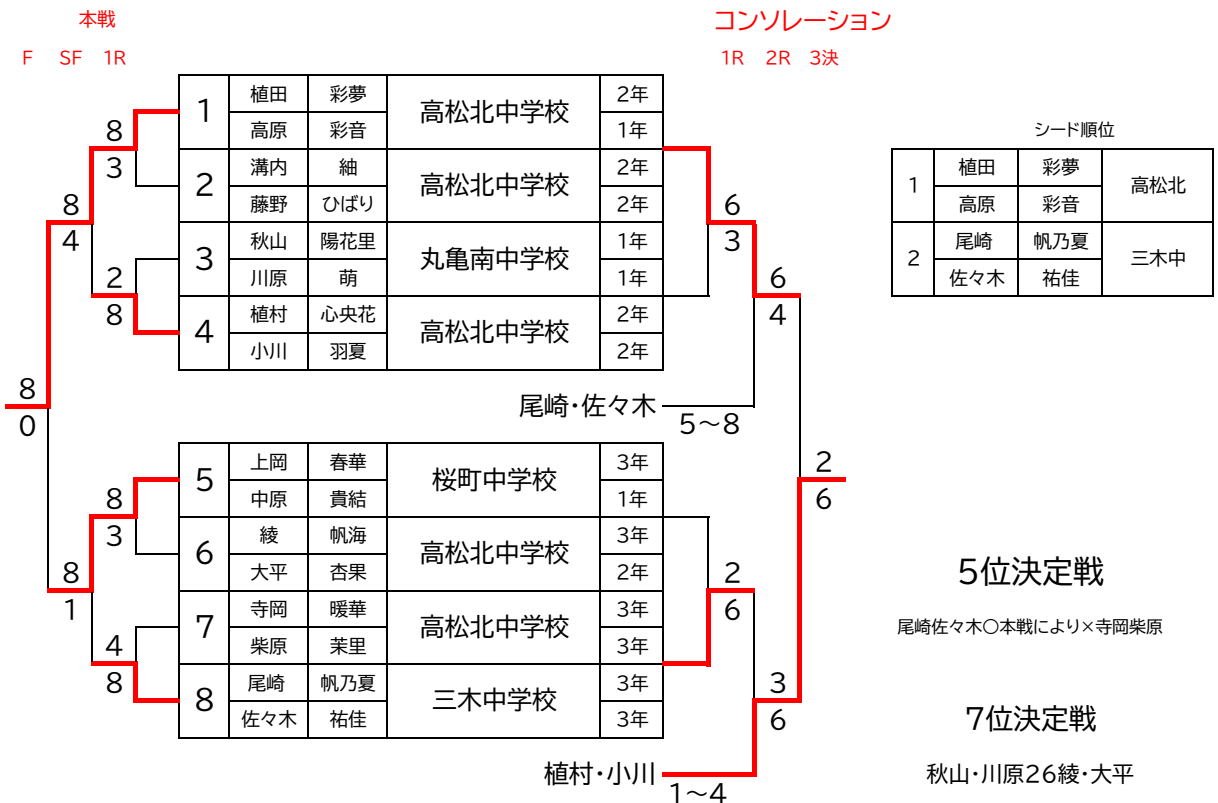 本戦
コンソレーション
F SF 1R
1R 2R 3決
1 植田 彩夢 高松北中学校 2年
高原 彩音 1年
2 溝内 紬 高松北中学校 2年
藤野 ひばり 2年
3 秋山 陽花里 丸亀南中学校 1年
川原 萌 1年
4 植村 心央花 高松北中学校 2年
小川 羽夏 2年
8
3
8
4
2
8
8
0
6
3
6
4
尾崎・佐々木
5～8
5 上岡 春華 桜町中学校 3年
中原 貴結 1年
6 綾 帆海 高松北中学校 3年
大平 杏果 2年
7 寺岡 暖華 高松北中学校 3年
柴原 茉里 3年
8 尾崎 帆乃夏 三木中学校 3年
佐々木 祐佳 3年
8
3
8
1
4
8
2
6
2
6
3
6
植村・小川
1～4
シード順位
1 植田 彩夢 高松北
高原 彩音
2 尾崎 帆乃夏 三木中
佐々木 祐佳
5位決定戦
尾崎佐々木〇本戦により×寺岡柴原
7位決定戦
秋山・川原26綾・大平